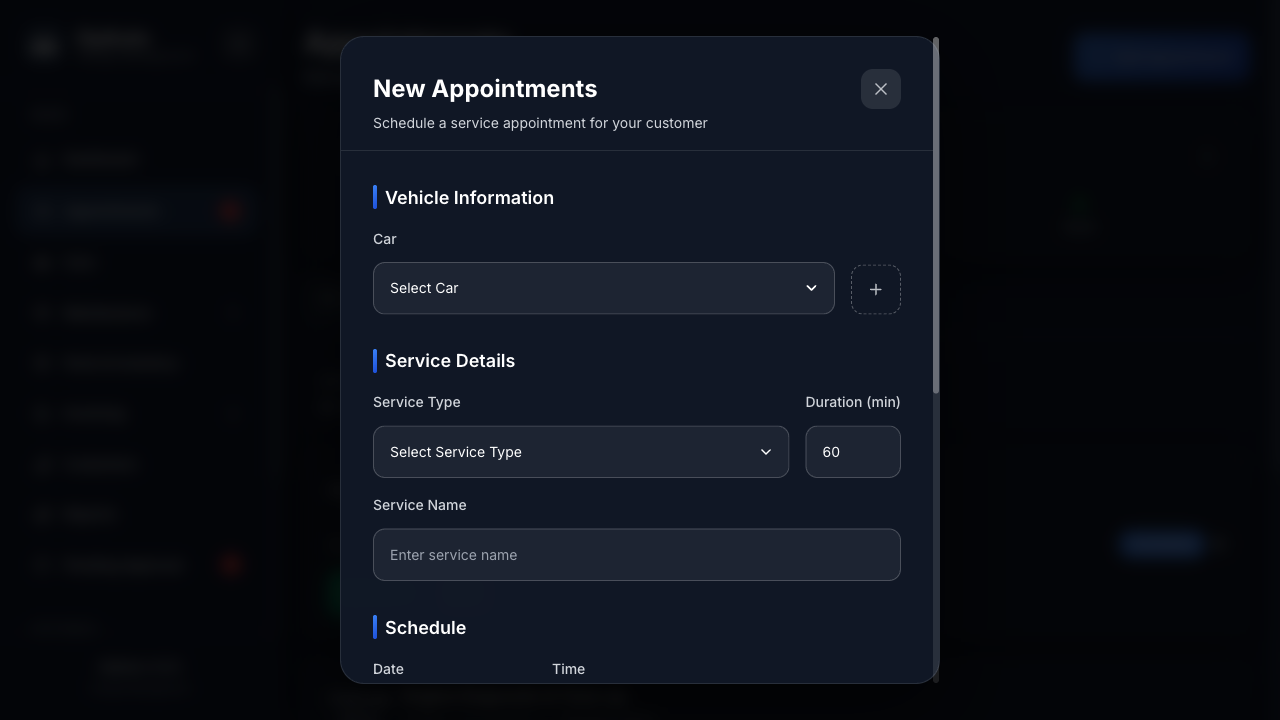 New Appointments
Schedule a service appointment for your customer
Vehicle Information
Car
Select Car
Service Details
Service Type
Duration (min)
Select Service Type
60
Service Name
Enter service name
Schedule
Date
Time